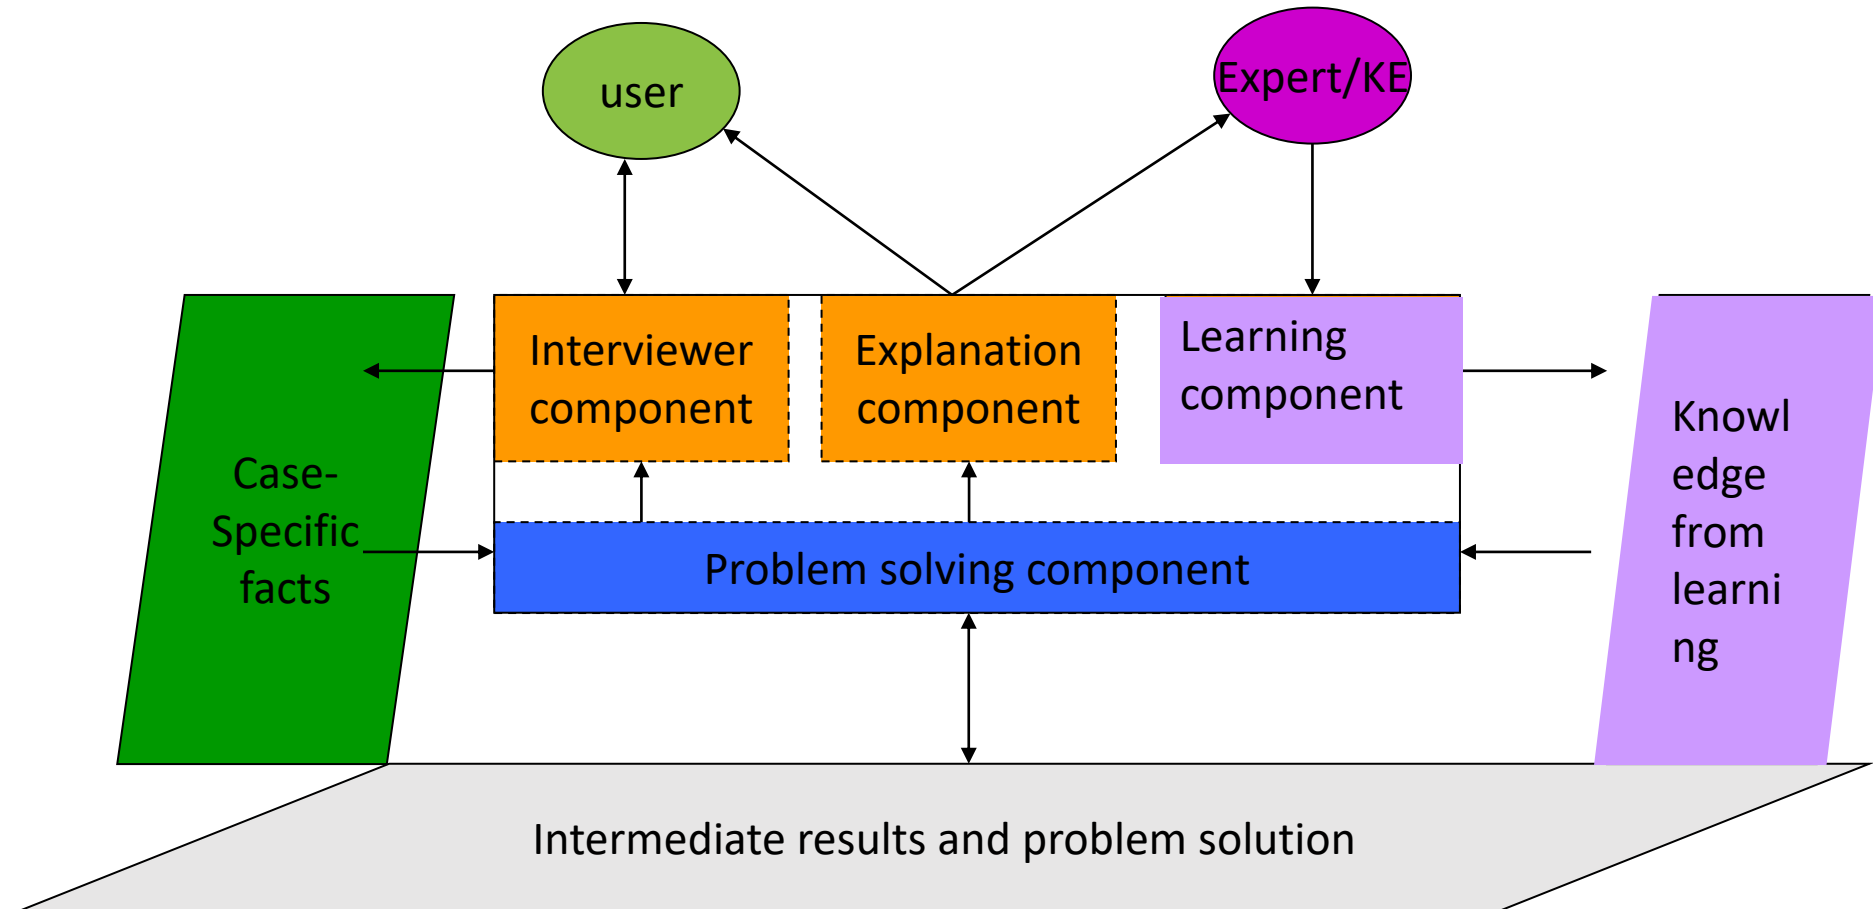 user
Expert/KE
Interviewer
component
Explanation
component
Learning
component
Case-
Specific
facts
Knowl
edge
from
learni
ng
Problem solving component
Intermediate results and problem solution